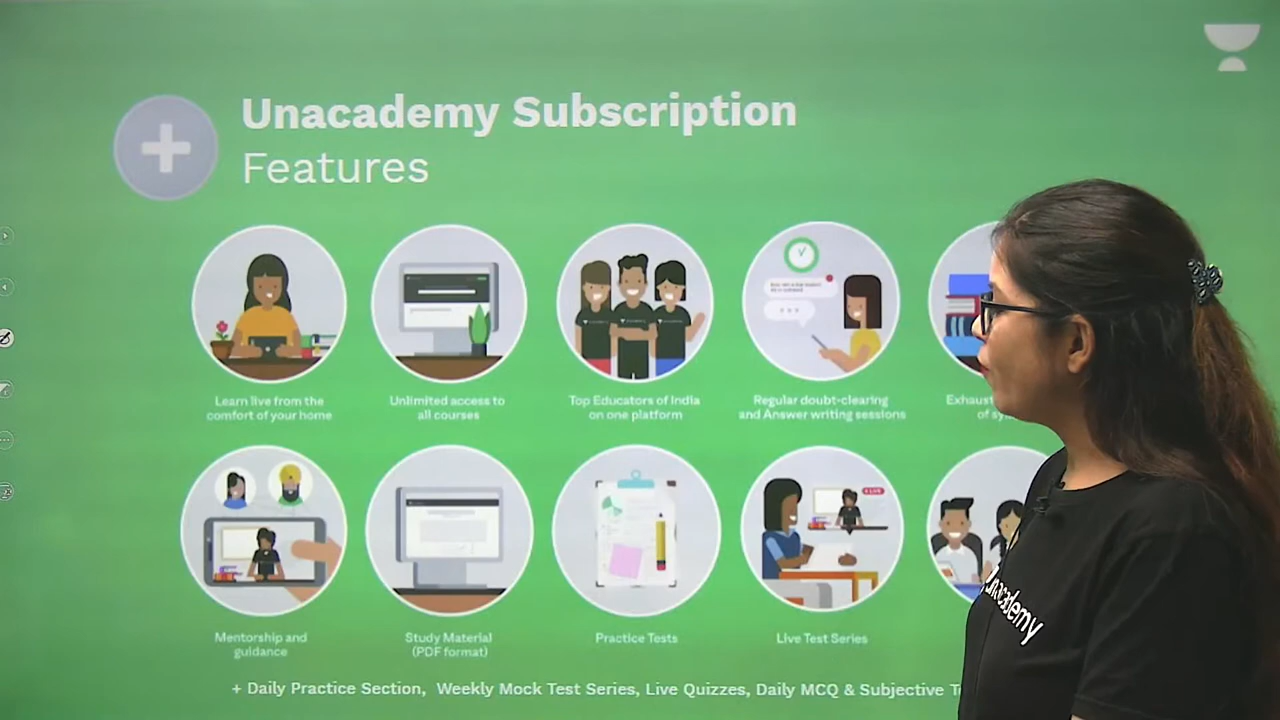 Unacademy Subscription
Features
Learn live from the
comfort of your home
Unlimited access to
all courses
Top Educators of India
on one platform
Regular doubt-clearing
and Answer writing sessions
Mentorship and
guidance
Study Material
(PDF format)
Practice Tests
Live Test Series
LIVE
+ Daily Practice Section, Weekly Mock Test Series, Live Quizzes, Daily MCQ & Subjective
unacademy